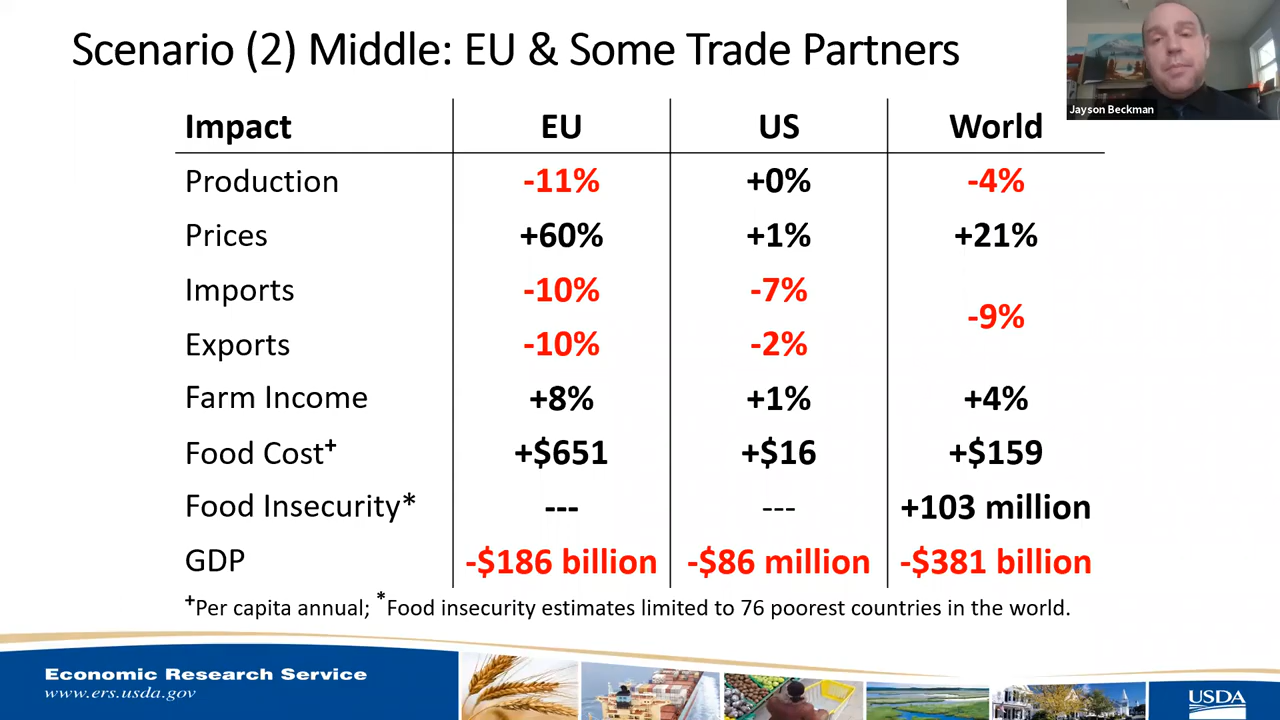 Scenario (2) Middle: EU & Some Trade Partners
Jayson Beckman
Impact EU US World
Production -11% +0% -4%
Prices +60% +1% +21%
Imports -10% -7%
-9%
Exports -10% -2%
Farm Income +8% +1% +4%
Food Cost+ +$651 +$16 +$159
Food Insecurity* --- --- +103 million
GDP -$186 billion -$86 million -$381 billion
+Per capita annual; *Food insecurity estimates limited to 76 poorest countries in the world.
Economic Research Service
www.ers.usda.gov
USDA